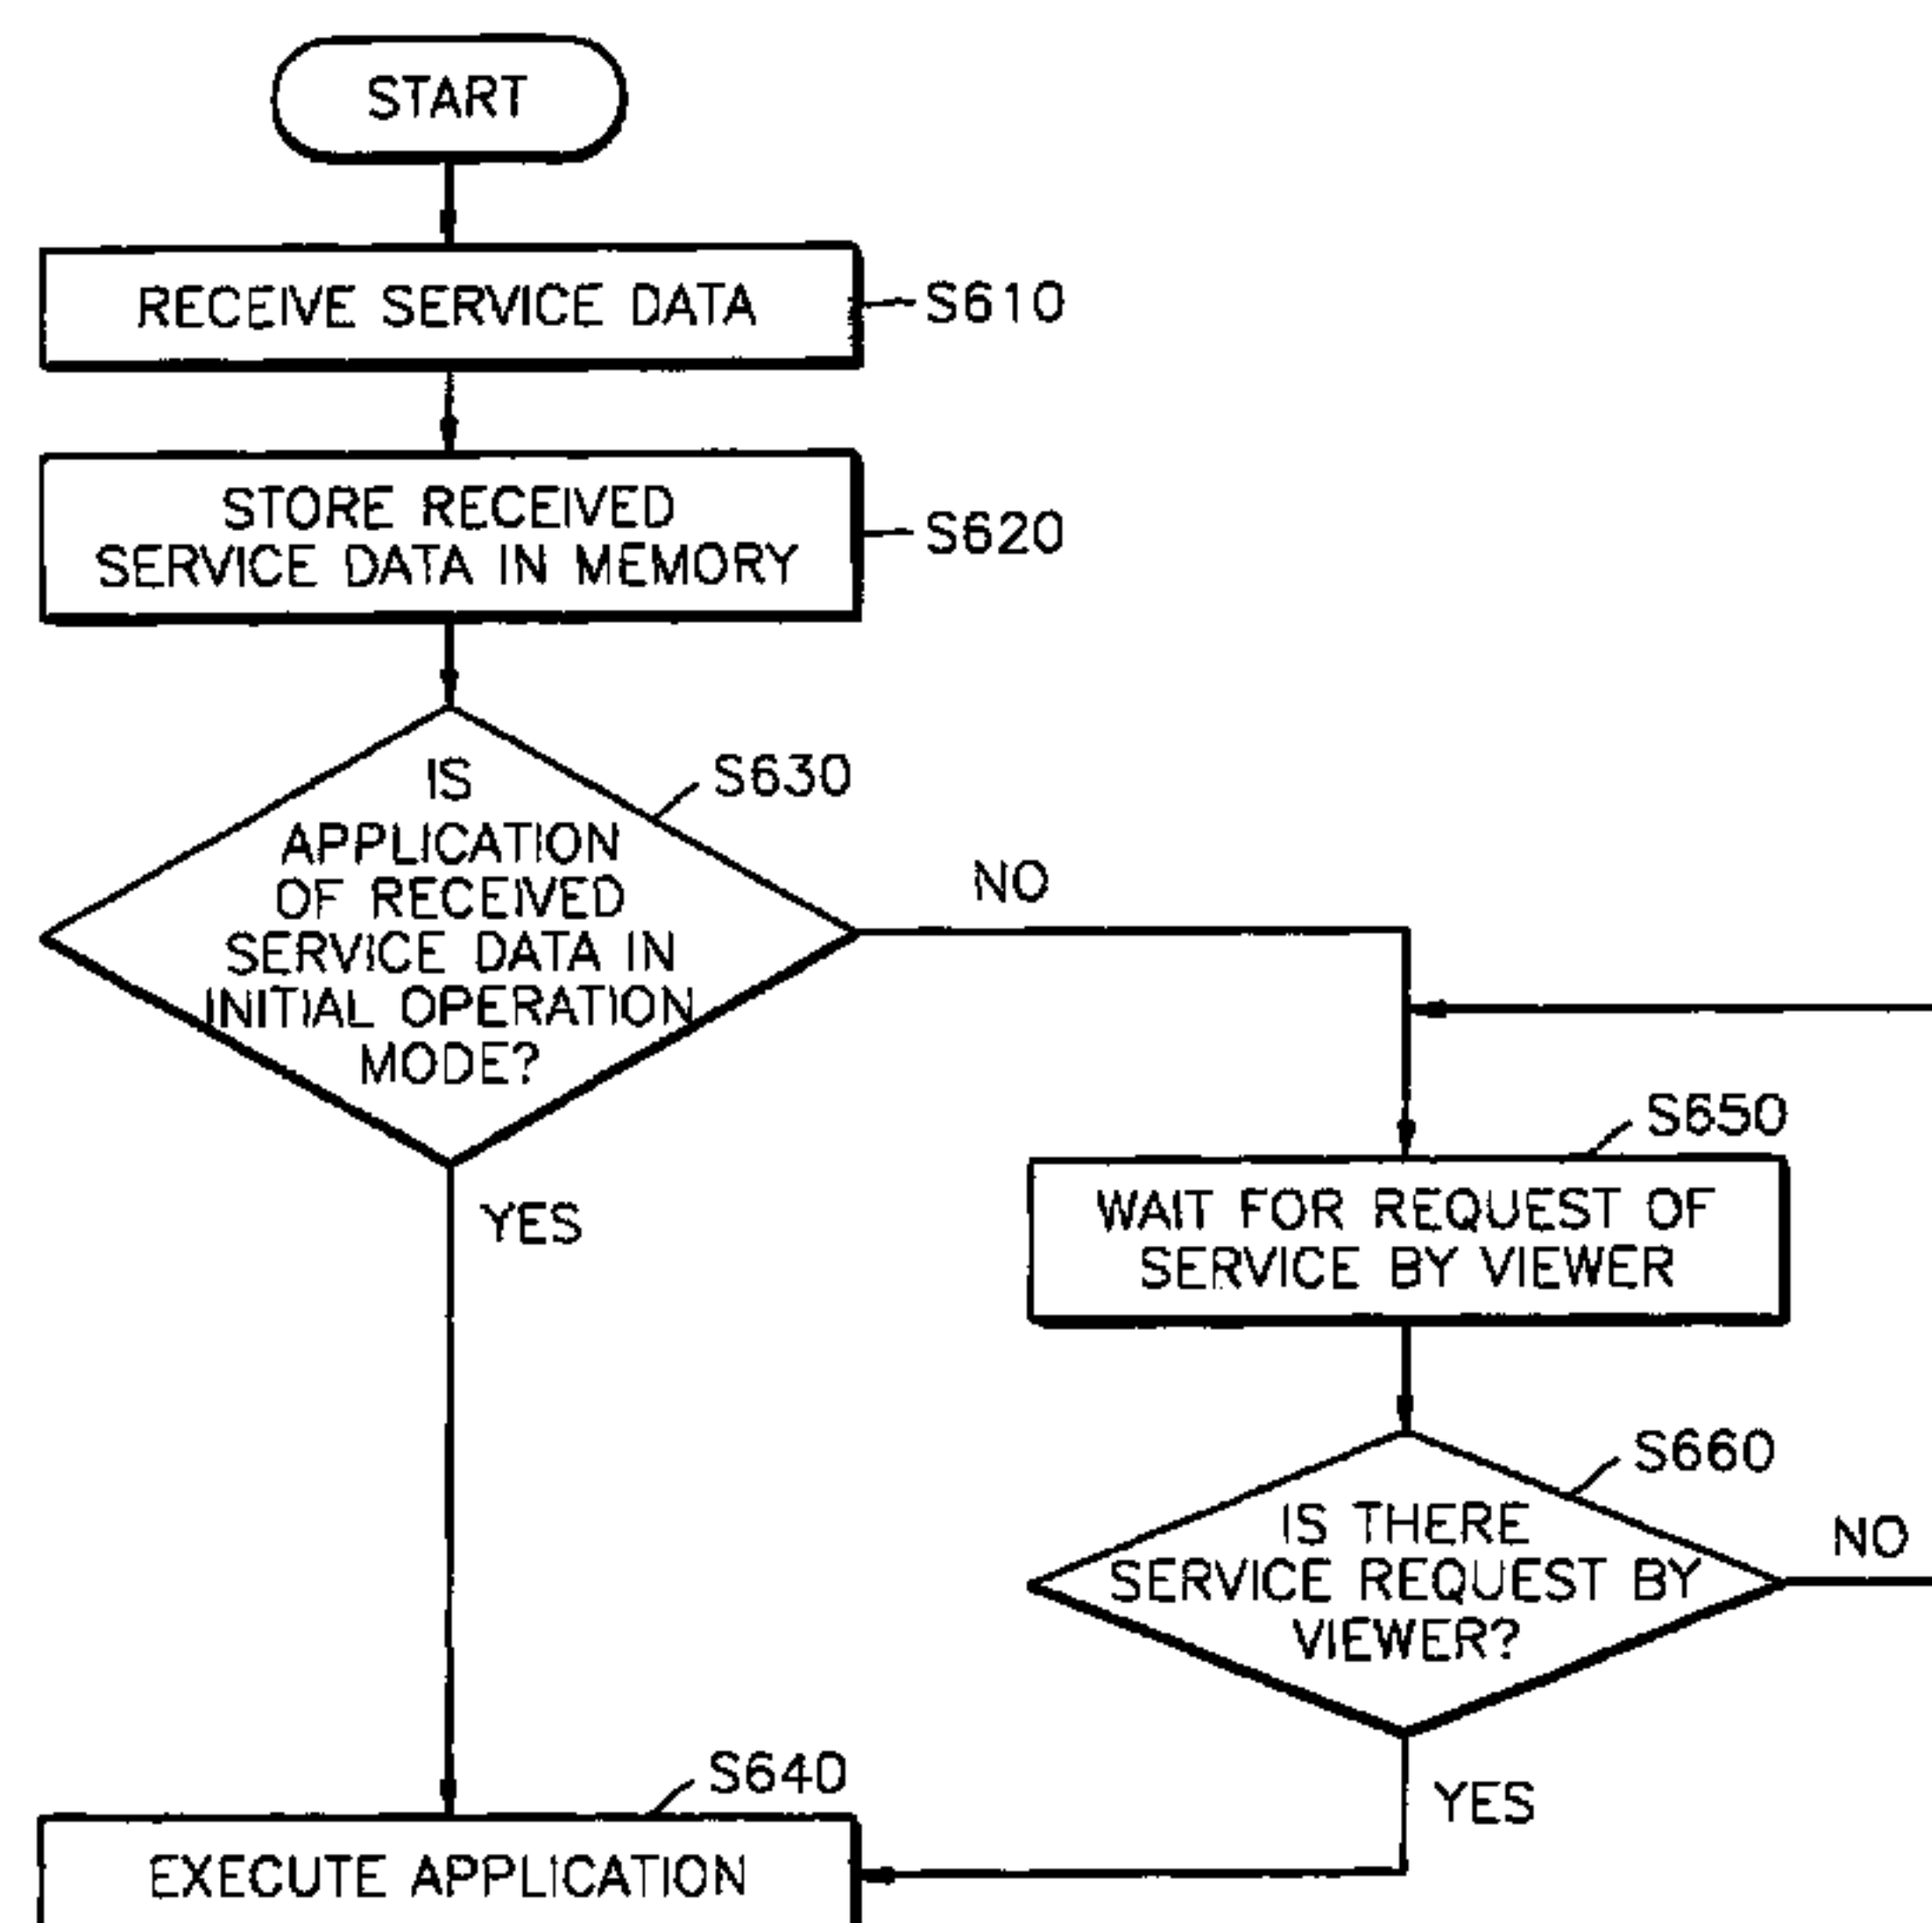 START
RECEIVE SERVICE DATA
S610
STORE RECEIVED
SERVICE DATA IN MEMORY
S620
S630
IS
APPLICATION
OF RECEIVED
SERVICE DATA IN
INITIAL OPERATION
MODE?
NO
YES
S650
WAIT FOR REQUEST OF
SERVICE BY VIEWER
S660
IS THERE
SERVICE REQUEST BY
VIEWER?
NO
YES
S640
EXECUTE APPLICATION